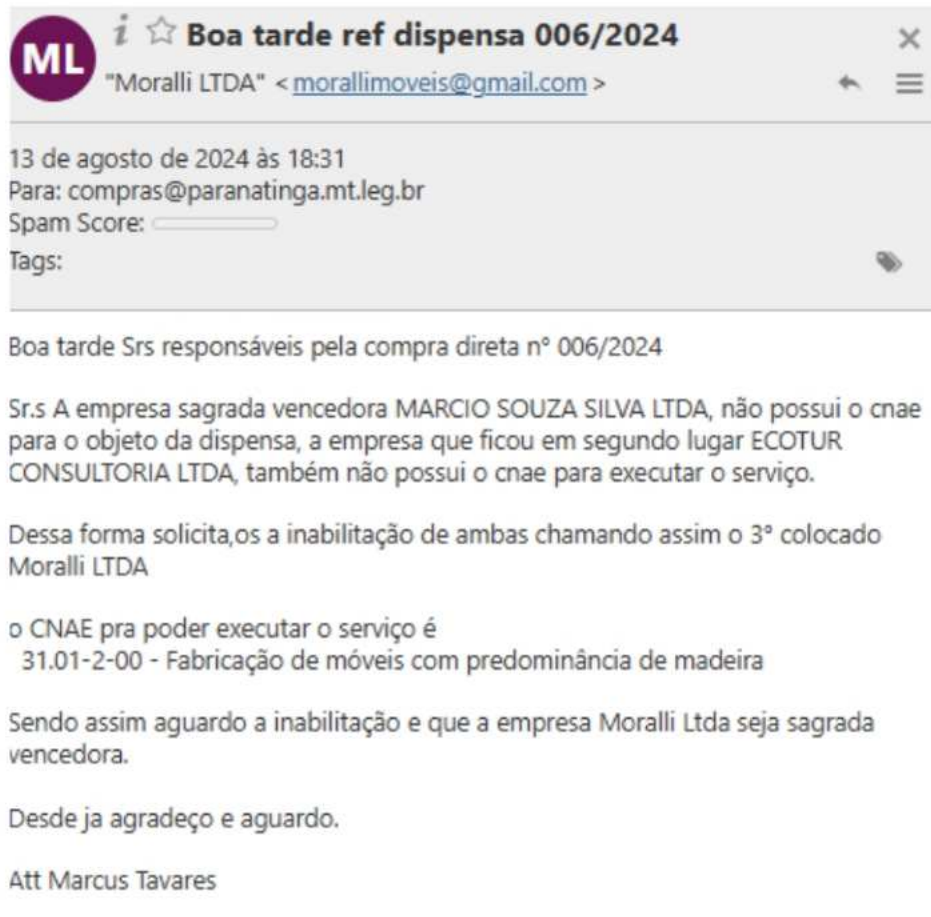 ML
i ☆ Boa tarde ref dispensa 006/2024
"Moralli LTDA" <morallimoveis@gmail.com >
13 de agosto de 2024 às 18:31
Para: compras@paranatinga.mt.leg.br
Spam Score:
Tags:
Boa tarde Srs responsáveis pela compra direta nº 006/2024
Sr.s A empresa sagrada vencedora MARCIO SOUZA SILVA LTDA, não possui o cnae
para o objeto da dispensa, a empresa que ficou em segundo lugar ECOTUR
CONSULTORIA LTDA, também não possui o cnae para executar o serviço.
Dessa forma solicita,os a inabilitação de ambas chamando assim o 3º colocado
Moralli LTDA
o CNAE pra poder executar o serviço é
31.01-2-00 - Fabricação de móveis com predominância de madeira
Sendo assim aguardo a inabilitação e que a empresa Moralli Ltda seja sagrada
vencedora.
Desde ja agradeço e aguardo.
Att Marcus Tavares